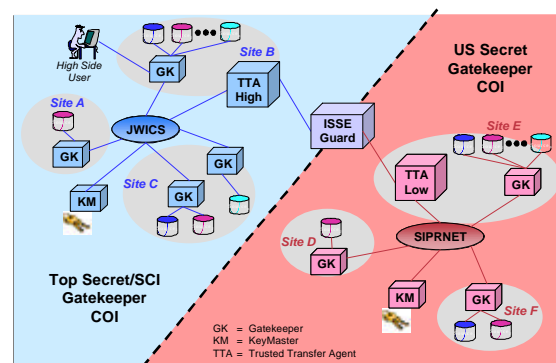 High Side
User
Site B
GK
TTA
High
US Secret
Gatekeeper
COI
Site A
JWICS
GK
ISSE
Guard
Site E
GK
Site C
GK
KM
TTA
Low
GK
Site D
GK
SIPRNET
Top Secret/SCI
Gatekeeper
COI
KM
GK
Site F
GK = Gatekeeper
KM = KeyMaster
TTA = Trusted Transfer Agent